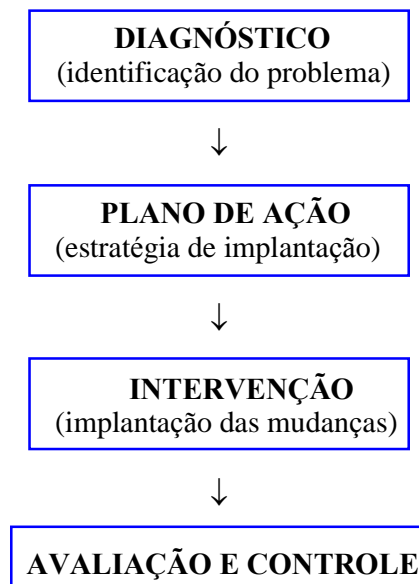 DIAGNÓSTICO
(identificação do problema)
↓
PLANO DE AÇÃO
(estratégia de implantação)
↓
INTERVENÇÃO
(implantação das mudanças)
↓
AVALIAÇÃO E CONTROLE